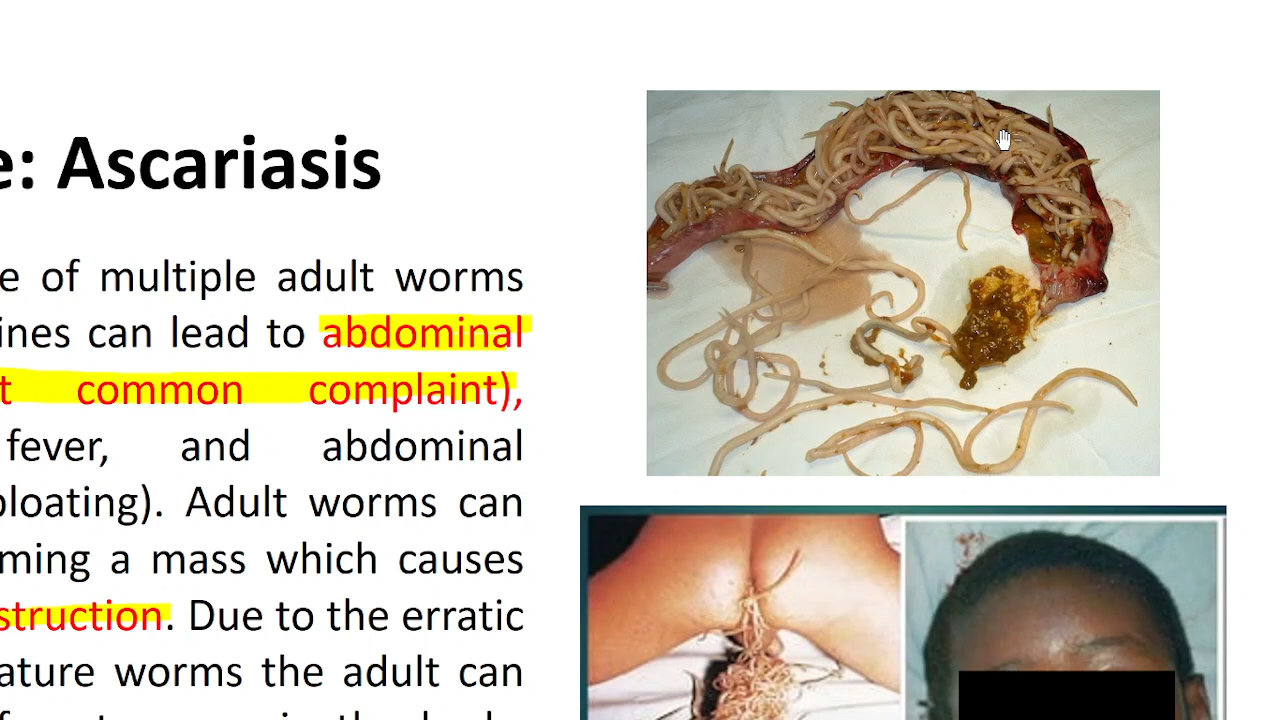 e: Ascariasis
e of multiple adult worms
ines can lead to abdominal
t common complaint),
fever, and abdominal
bloating). Adult worms can
ming a mass which causes
struction. Due to the erratic
ature worms the adult can